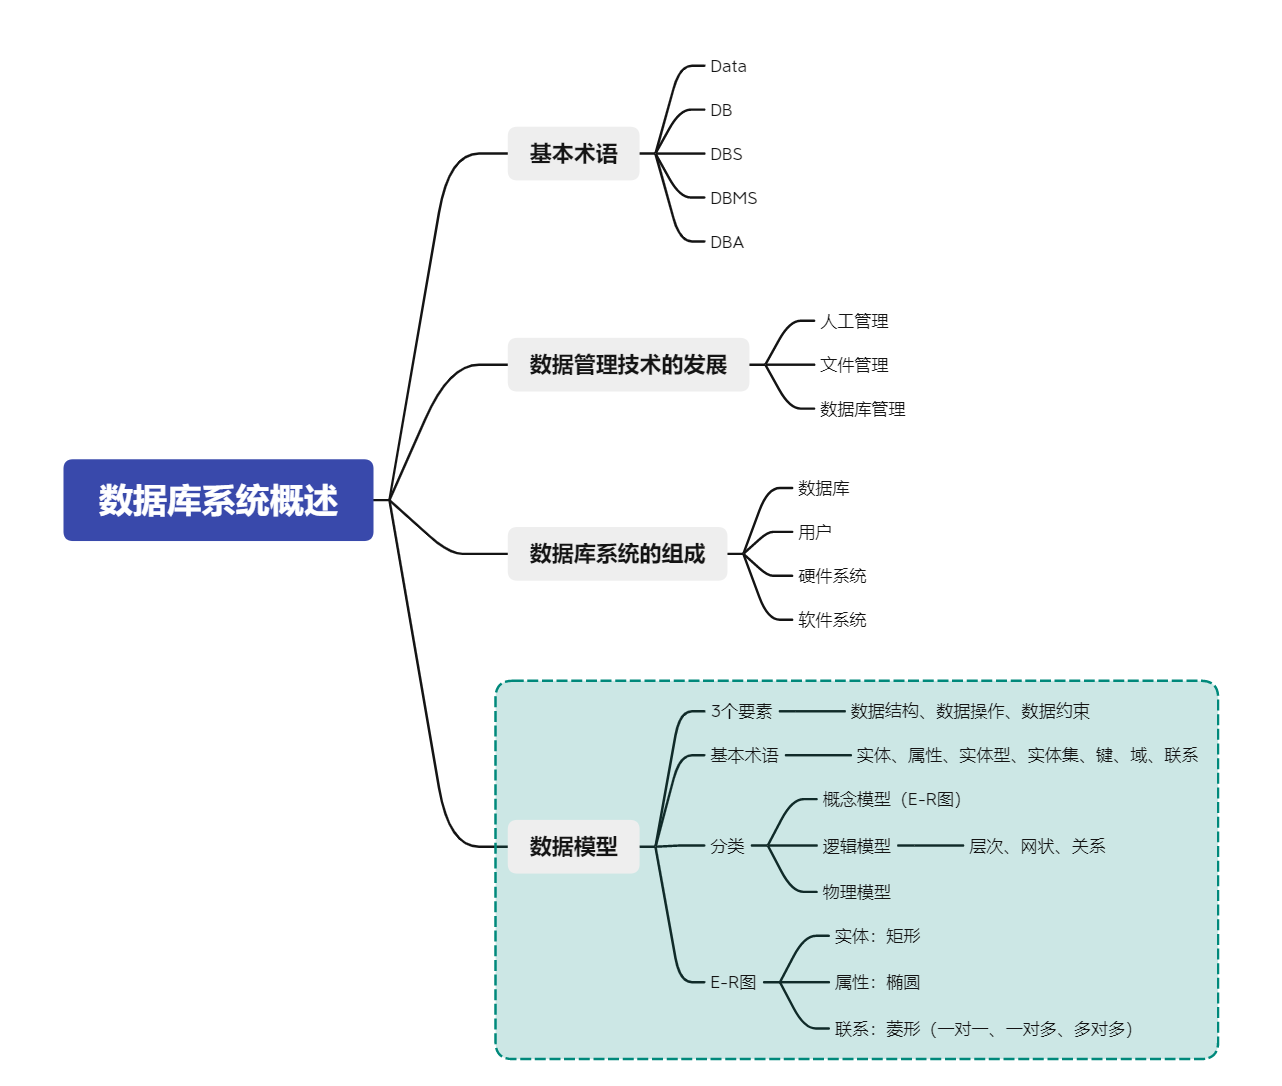 数据库系统概述
基本术语
Data
DB
DBS
DBMS
DBA
数据管理技术的发展
人工管理
文件管理
数据库管理
数据库系统的组成
数据库
用户
硬件系统
软件系统
数据模型
3个要素
数据结构、数据操作、数据约束
基本术语
实体、属性、实体型、实体集、键、域、联系
分类
概念模型（E-R图）
逻辑模型
层次、网状、关系
物理模型
E-R图
实体：矩形
属性：椭圆
联系：菱形（一对一、一对多、多对多）